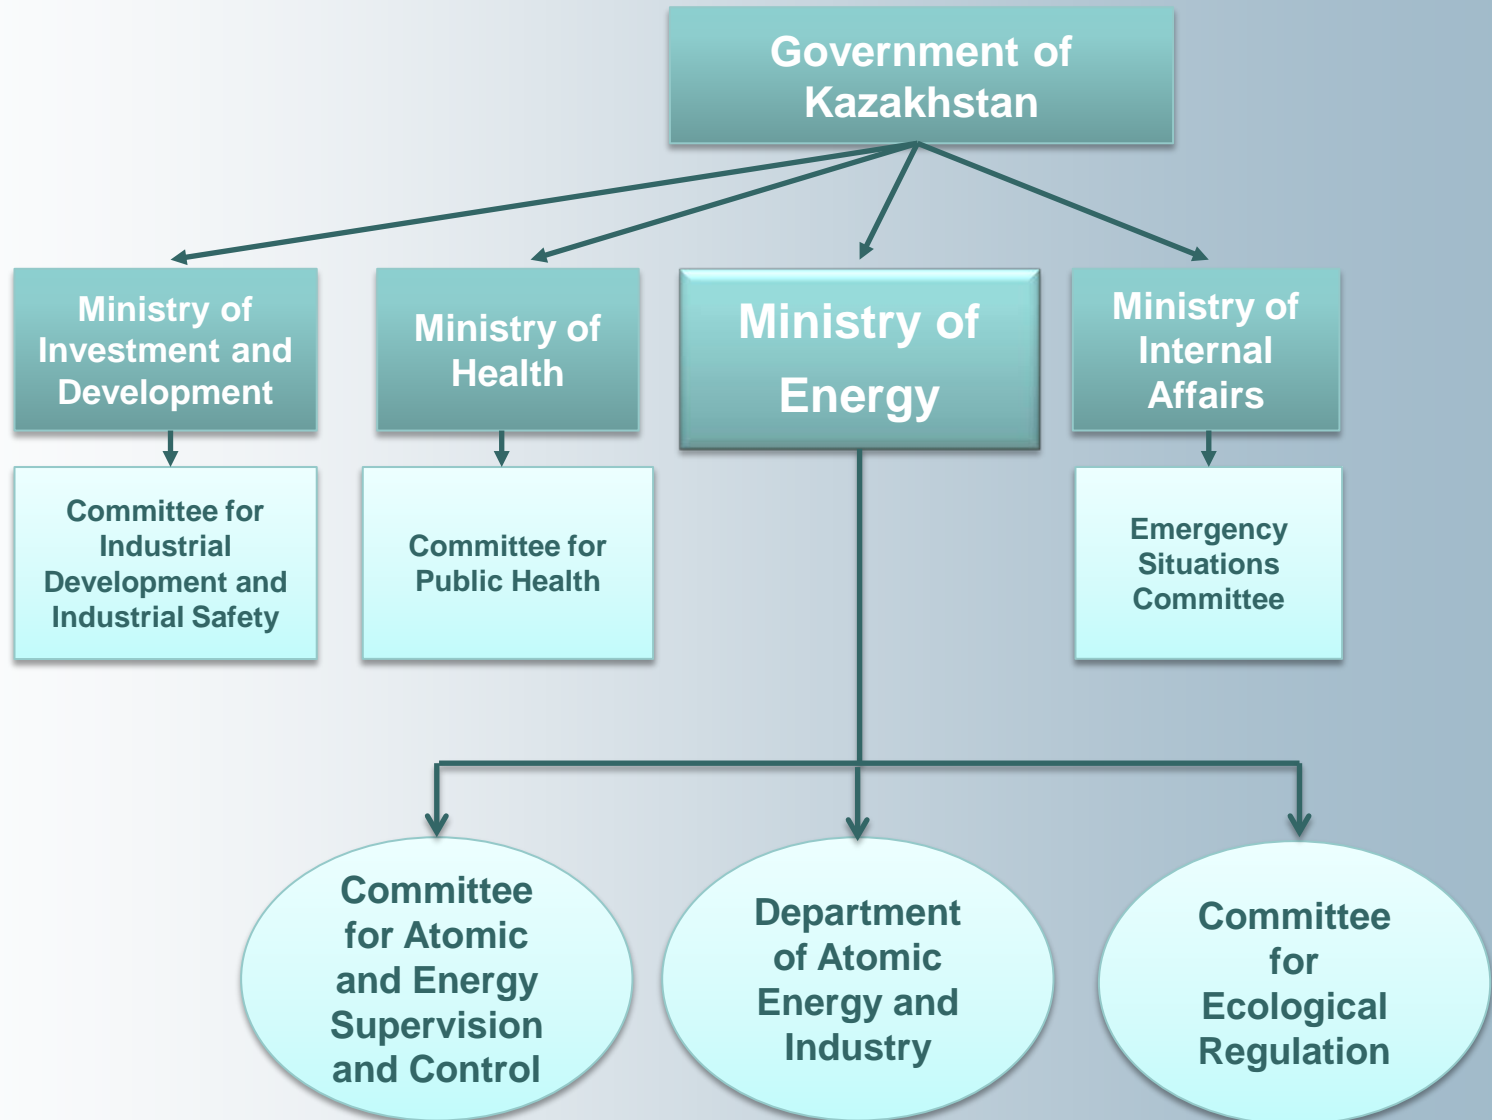 Government of
Kazakhstan
Ministry of
Investment and
Development
Ministry of
Health
Ministry of
Energy
Ministry of
Internal
Affairs
Committee for
Industrial
Development and
Industrial Safety
Committee for
Public Health
Emergency
Situations
Committee
Committee
for Atomic
and Energy
Supervision
and Control
Department
of Atomic
Energy and
Industry
Committee
for
Ecological
Regulation